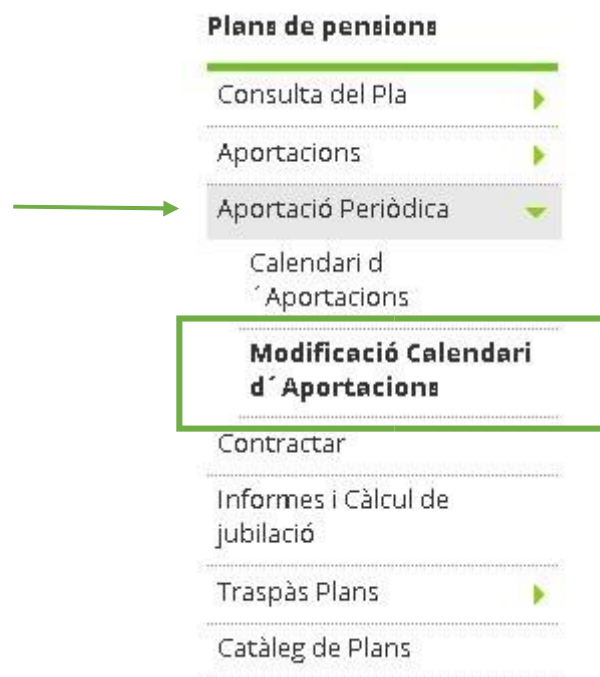 Plans de pensions
Consulta del Pla
Aportacions
Aportació Periòdica
Calendari d
´Aportacions
Modificació Calendari
d´Aportacions
Contractar
Informes i Càlcul de
jubilació
Traspàs Plans
Catàleg de Plans